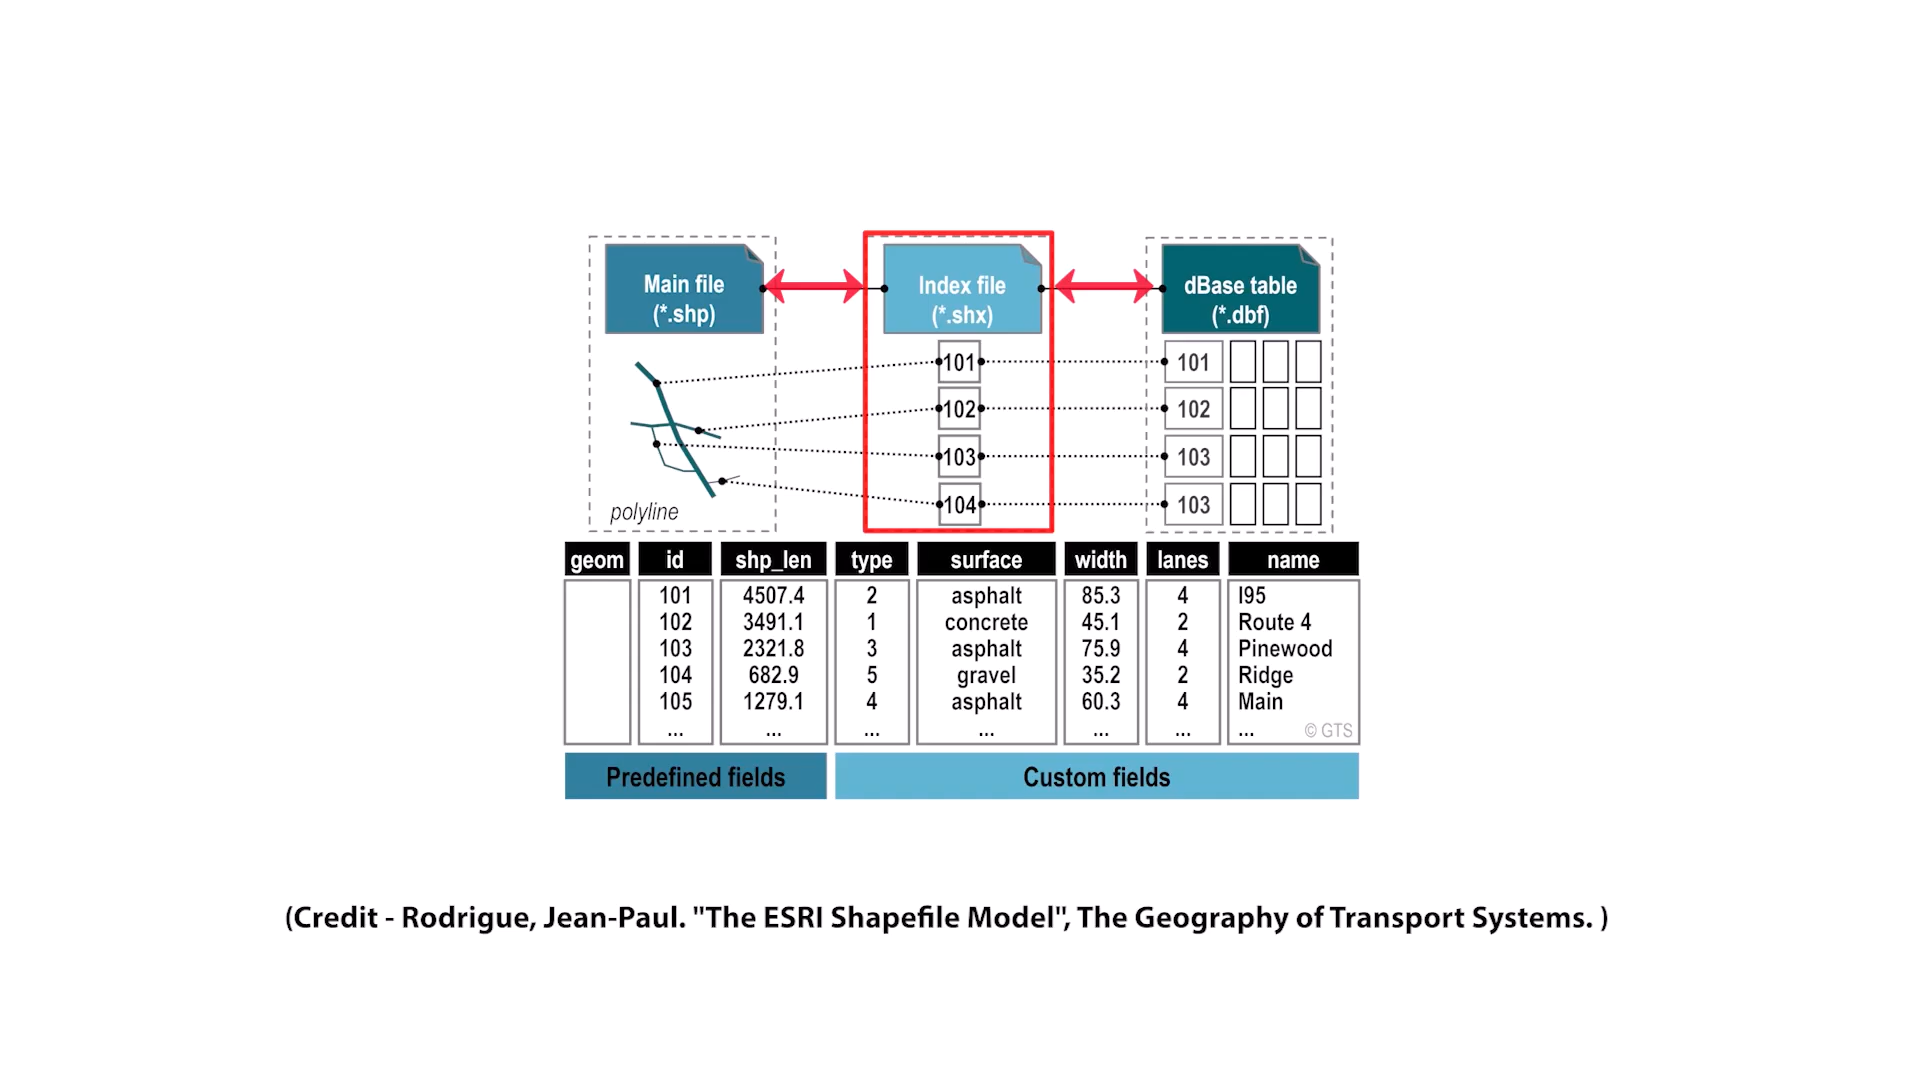 Main file
(*.shp)
Index file
(*.shx)
dBase table
(*.dbf)
101 101
102 102
103 103
104 103
polyline
geom id shp_len type surface width lanes name
101 4507.4 2 asphalt 85.3 4 I95
102 3491.1 1 concrete 45.1 2 Route 4
103 2321.8 3 asphalt 75.9 4 Pinewood
104 682.9 5 gravel 35.2 2 Ridge
105 1279.1 4 asphalt 60.3 4 Main
... ... ... ... ... ... ... © GTS
Predefined fields Custom fields
(Credit - Rodrigue, Jean-Paul. "The ESRI Shapefile Model", The Geography of Transport Systems. )